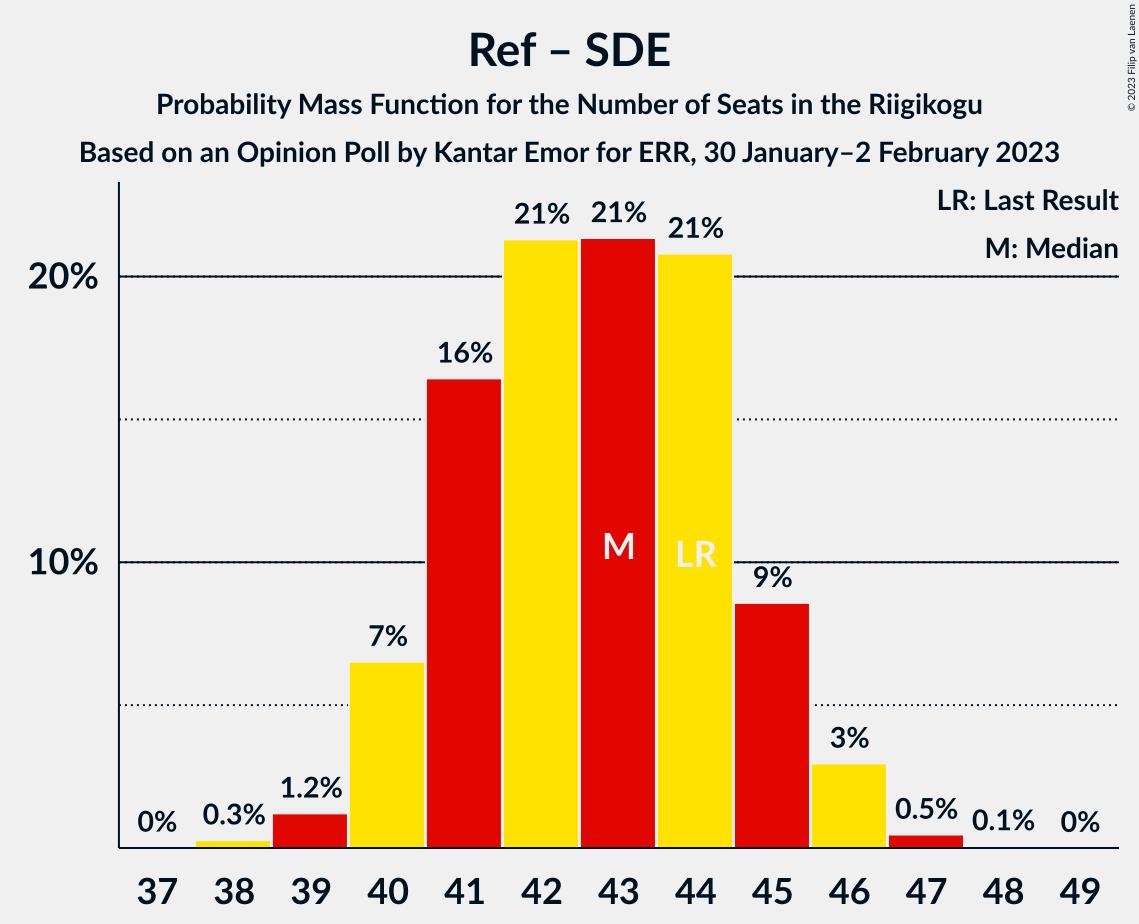 Ref – SDE
Probability Mass Function for the Number of Seats in the Riigikogu
Based on an Opinion Poll by Kantar Emor for ERR, 30 January–2 February 2023
© 2023 Filip van Laenen
LR: Last Result
M: Median
20%
10%
0%
0.3%
1.2%
7%
16%
21%
21%
21%
9%
3%
0.5%
0.1%
0%
M
LR
37 38 39 40 41 42 43 44 45 46 47 48 49